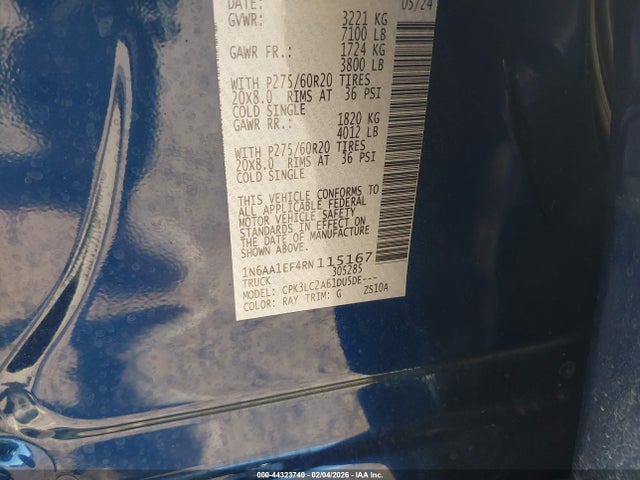 DATE: 05/24
GVWR: 3221 KG
7100 LB
GAWR FR.: 1724 KG
3800 LB
WITH P275/60R20 TIRES
20X8.0 RIMS AT 36 PSI
COLD SINGLE
GAWR RR.: 1820 KG
4012 LB
WITH P275/60R20 TIRES
20X8.0 RIMS AT 36 PSI
COLD SINGLE
THIS VEHICLE CONFORMS TO
ALL APPLICABLE FEDERAL
MOTOR VEHICLE SAFETY
STANDARDS IN EFFECT ON
THE DATE OF MANUFACTURE
SHOWN ABOVE.
1N6AA1EF4RN115167
TRUCK 305285
MODEL: CPK3LC2A61DU5DE---
COLOR: RAY TRIM: G ZS10A
000-44323740 - 02/04/2026 - IAA Inc.